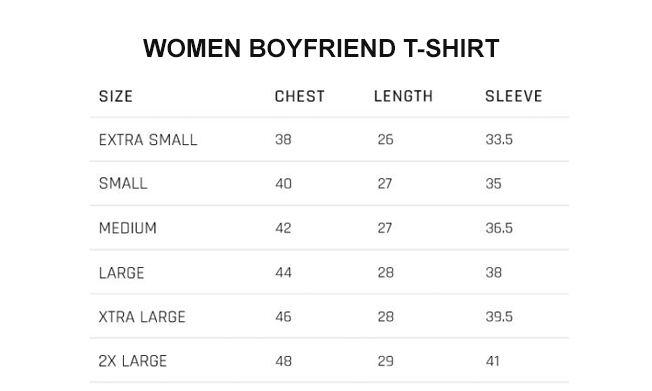 WOMEN BOYFRIEND T-SHIRT
SIZE CHEST LENGTH SLEEVE
EXTRA SMALL 38 26 33.5
SMALL 40 27 35
MEDIUM 42 27 36.5
LARGE 44 28 38
XTRA LARGE 46 28 39.5
2X LARGE 48 29 41